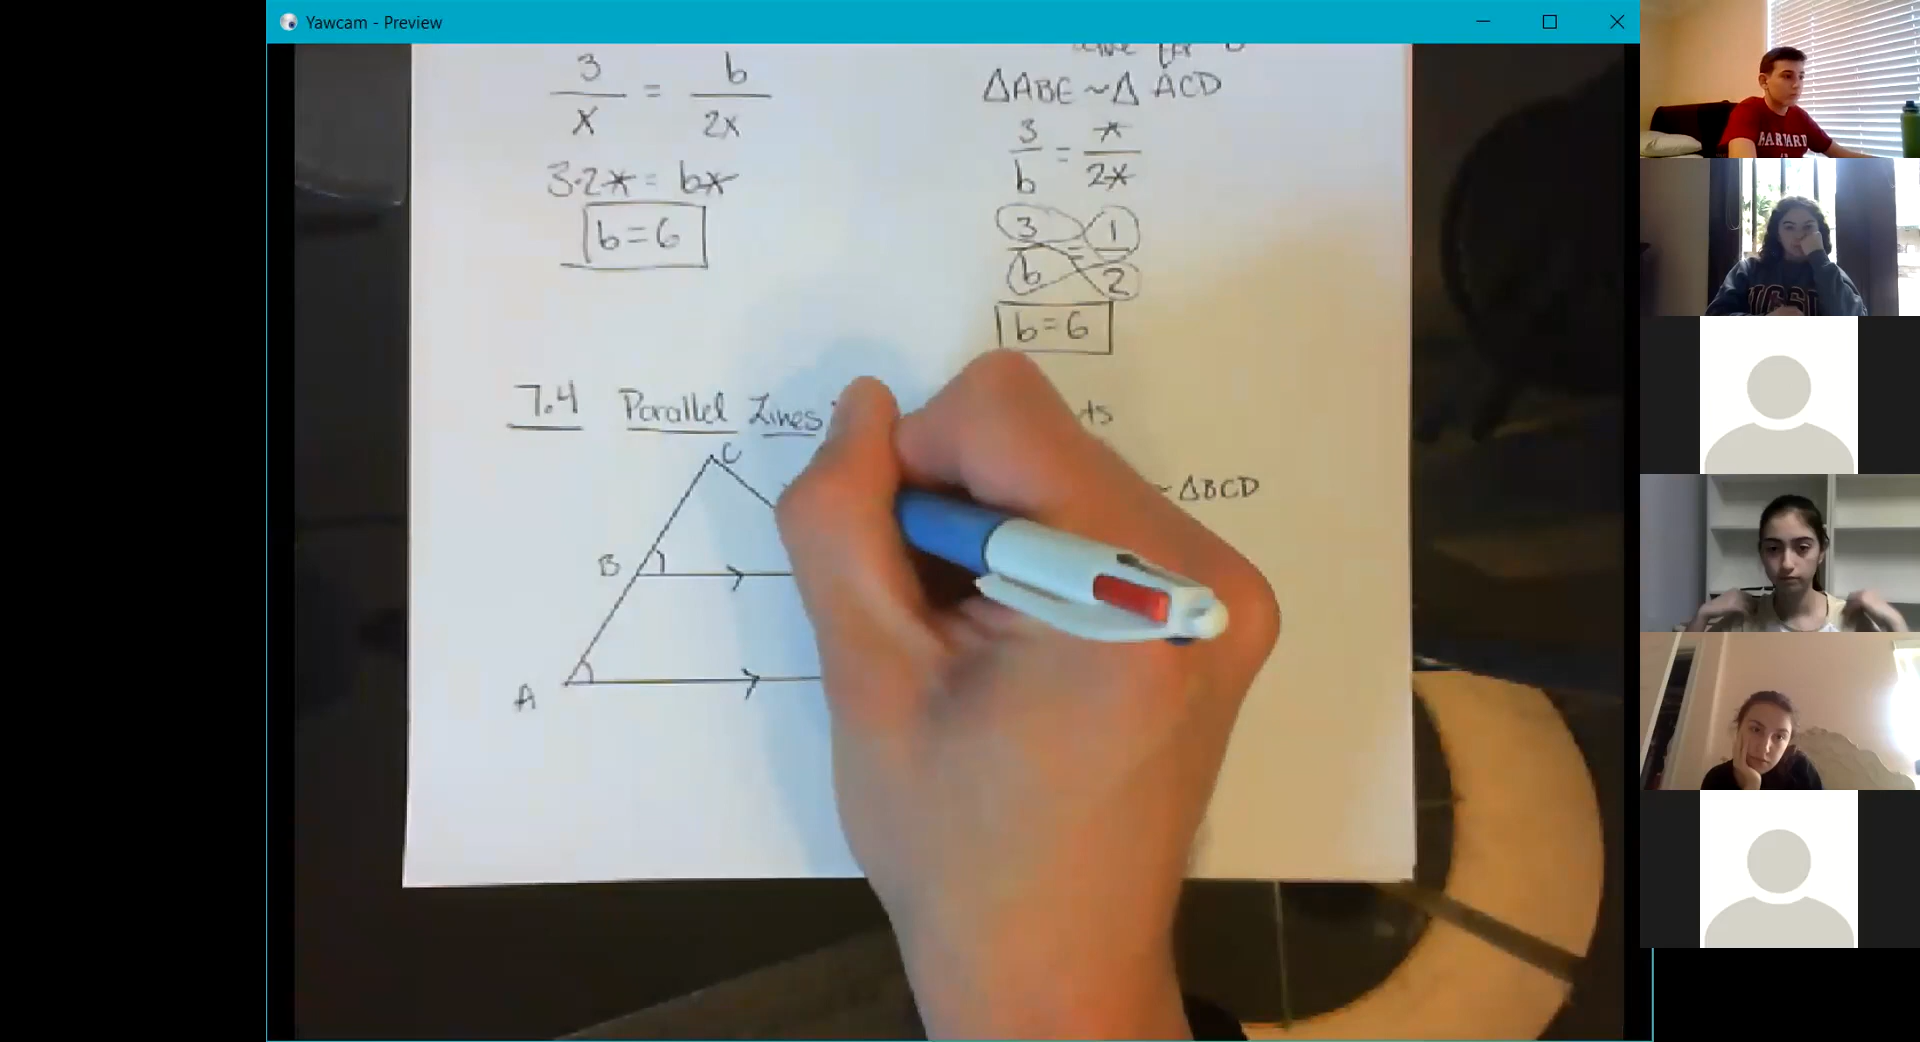 Yawcam - Preview
3/x = b/2x
3·2x = bx
b=6
ΔABE ~ Δ ACD
3/b = x/2x
3/b = 1/2
b=6
7.4 Parallel Lines
C
~ ΔBCD
B
A
HARVARD